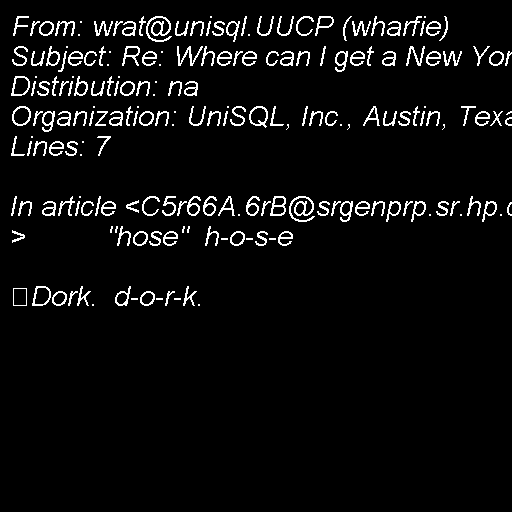 From: wrat@unisql.UUCP (wharfie)
Subject: Re: Where can I get a New Yor
Distribution: na
Organization: UniSQL, Inc., Austin, Texa
Lines: 7
In article <C5r66A.6rB@srgenprp.sr.hp.c
> "hose" h-o-s-e
Dork. d-o-r-k.